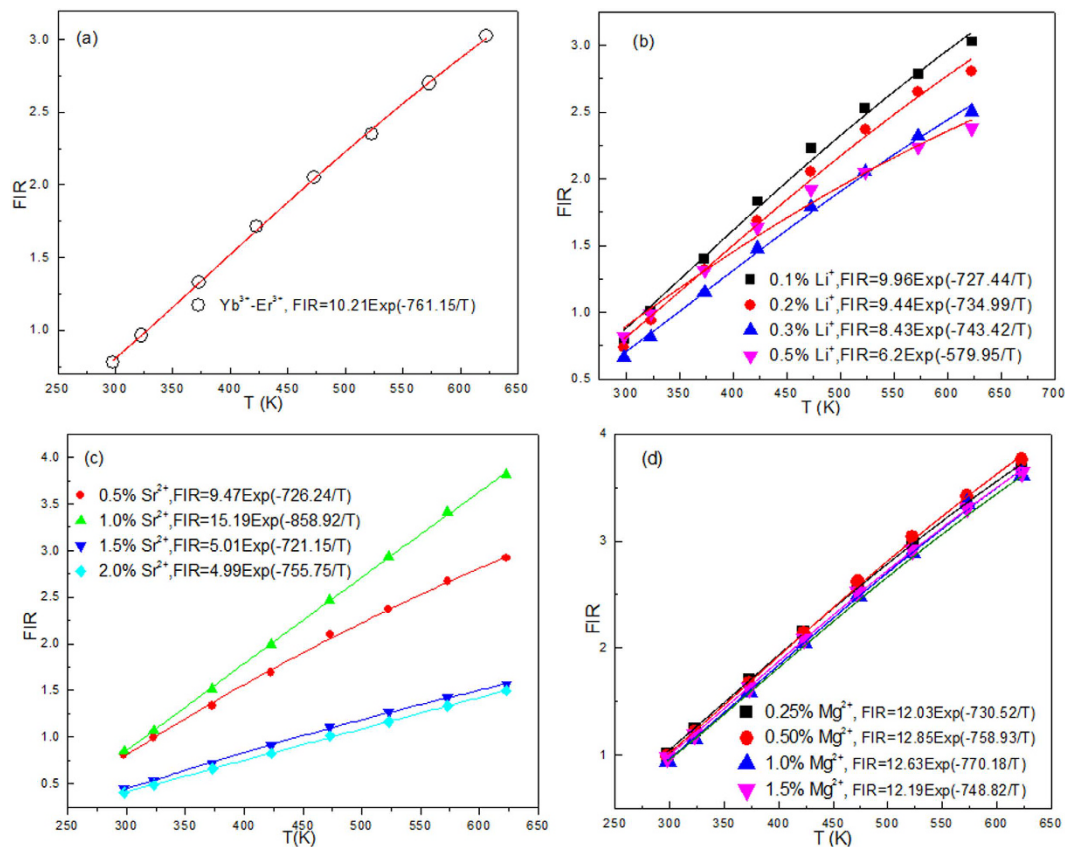 (a)
3.0
2.5
2.0
1.5
1.0
FIR
Yb³⁺-Er³⁺, FIR=10.21Exp(-761.15/T)
250 300 350 400 450 500 550 600 650
T (K)
(b)
3.0
2.5
2.0
1.5
1.0
0.5
FIR
0.1% Li⁺,FIR=9.96Exp(-727.44/T)
0.2% Li⁺,FIR=9.44Exp(-734.99/T)
0.3% Li⁺,FIR=8.43Exp(-743.42/T)
0.5% Li⁺,FIR=6.2Exp(-579.95/T)
300 350 400 450 500 550 600 650 700
T (K)
(c)
4.0
3.5
3.0
2.5
2.0
1.5
1.0
0.5
FIR
0.5% Sr²⁺,FIR=9.47Exp(-726.24/T)
1.0% Sr²⁺,FIR=15.19Exp(-858.92/T)
1.5% Sr²⁺,FIR=5.01Exp(-721.15/T)
2.0% Sr²⁺,FIR=4.99Exp(-755.75/T)
250 300 350 400 450 500 550 600 650
T(K)
(d)
4
3
2
1
FIR
0.25% Mg²⁺, FIR=12.03Exp(-730.52/T)
0.50% Mg²⁺, FIR=12.85Exp(-758.93/T)
1.0% Mg²⁺, FIR=12.63Exp(-770.18/T)
1.5% Mg²⁺, FIR=12.19Exp(-748.82/T)
250 300 350 400 450 500 550 600 650
T (K)